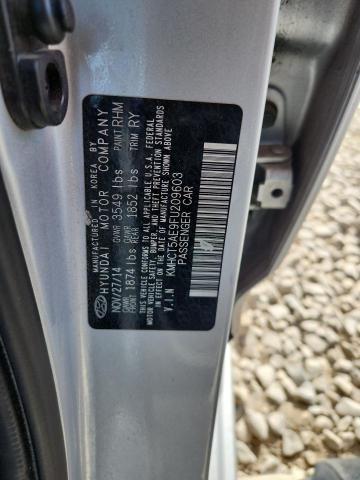 MANUFACTURED IN KOREA BY
HYUNDAI MOTOR COMPANY
NOV/27/14 GVWR 3549 lbs PAINT RHM
GAWR FRONT 1874 lbs GAWR REAR 1852 lbs TRIM RY
THIS VEHICLE CONFORMS TO ALL APPLICABLE U.S.A. FEDERAL
MOTOR VEHICLE SAFETY, BUMPER, AND THEFT PREVENTION STANDARDS
IN EFFECT ON THE DATE OF MANUFACTURE SHOWN ABOVE
V.I.N KMHCT5AE9FU209603
PASSENGER CAR